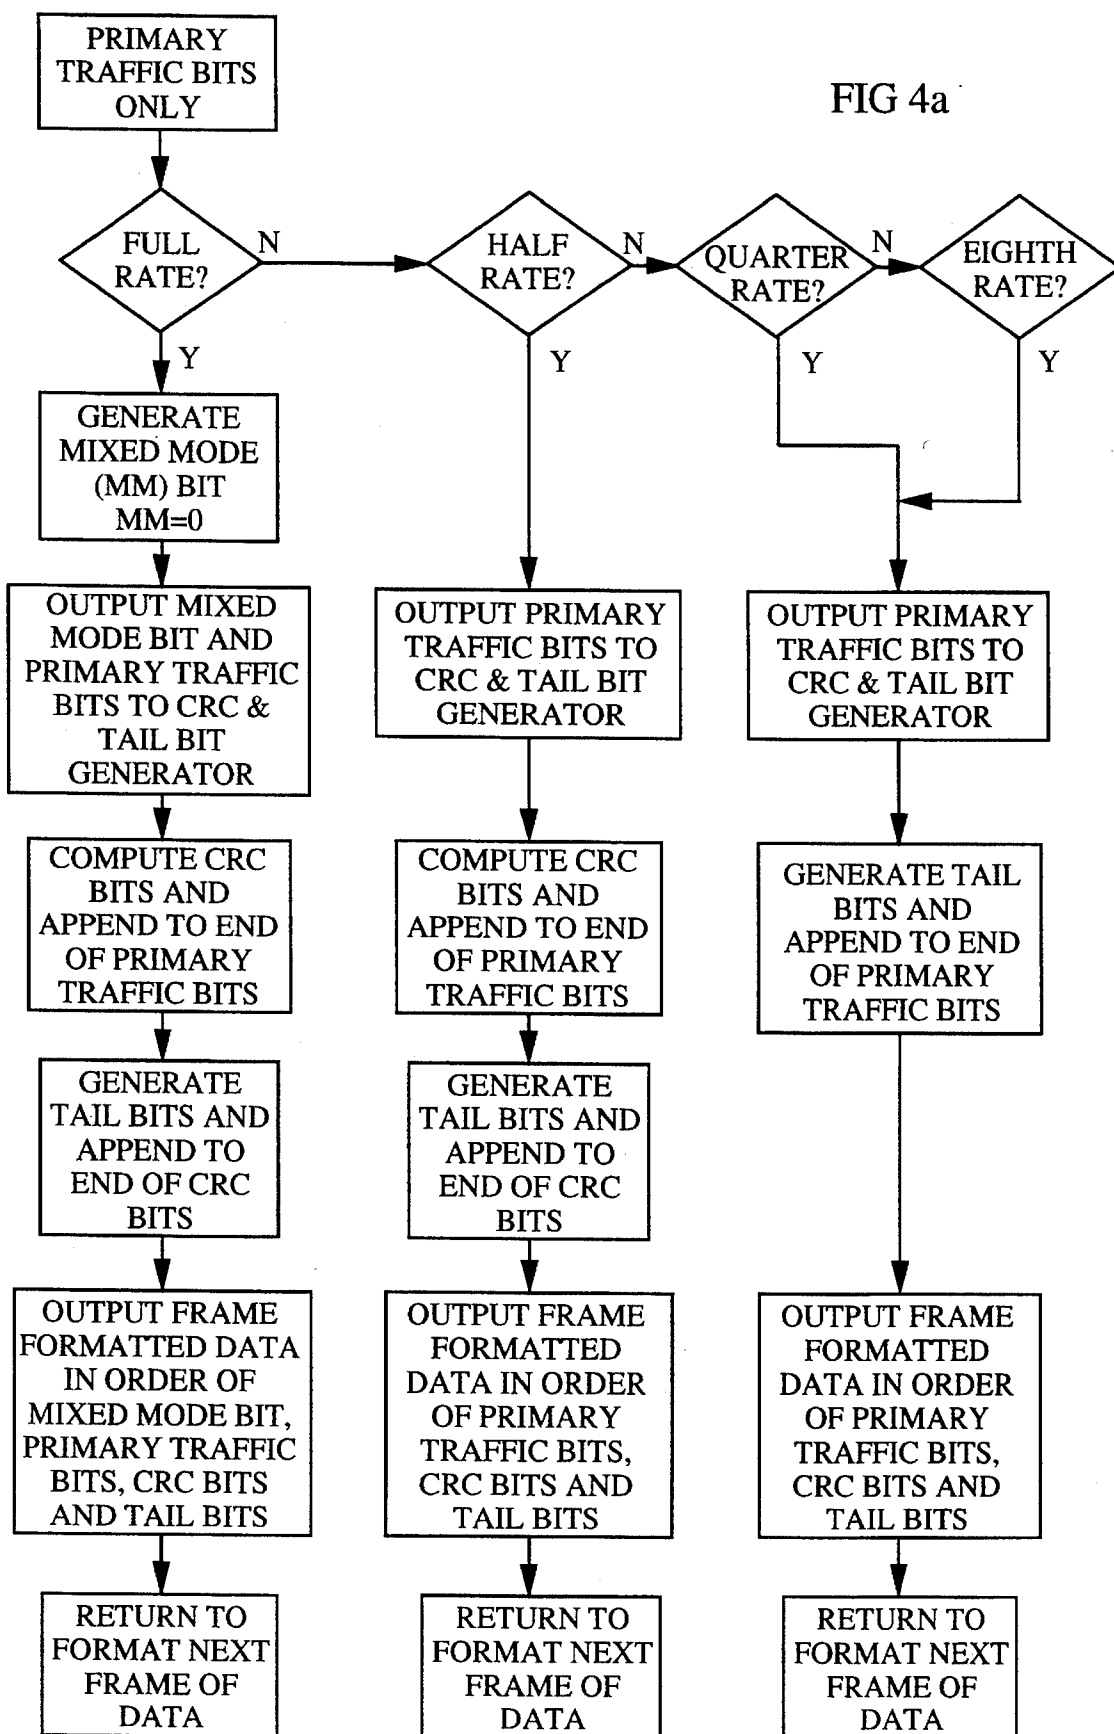 PRIMARY
TRAFFIC BITS
ONLY
FIG 4a
FULL
RATE?
N
HALF
RATE?
N
QUARTER
RATE?
N
EIGHTH
RATE?
Y
Y
Y
Y
GENERATE
MIXED MODE
(MM) BIT
MM=0
OUTPUT MIXED
MODE BIT AND
PRIMARY TRAFFIC
BITS TO CRC &
TAIL BIT
GENERATOR
OUTPUT PRIMARY
TRAFFIC BITS TO
CRC & TAIL BIT
GENERATOR
OUTPUT PRIMARY
TRAFFIC BITS TO
CRC & TAIL BIT
GENERATOR
COMPUTE CRC
BITS AND
APPEND TO END
OF PRIMARY
TRAFFIC BITS
COMPUTE CRC
BITS AND
APPEND TO END
OF PRIMARY
TRAFFIC BITS
GENERATE TAIL
BITS AND
APPEND TO END
OF PRIMARY
TRAFFIC BITS
GENERATE
TAIL BITS AND
APPEND TO
END OF CRC
BITS
GENERATE
TAIL BITS AND
APPEND TO
END OF CRC
BITS
OUTPUT FRAME
FORMATTED DATA
IN ORDER OF
MIXED MODE BIT,
PRIMARY TRAFFIC
BITS, CRC BITS
AND TAIL BITS
OUTPUT FRAME
FORMATTED
DATA IN ORDER
OF PRIMARY
TRAFFIC BITS,
CRC BITS AND
TAIL BITS
OUTPUT FRAME
FORMATTED
DATA IN ORDER
OF PRIMARY
TRAFFIC BITS,
CRC BITS AND
TAIL BITS
RETURN TO
FORMAT NEXT
FRAME OF
DATA
RETURN TO
FORMAT NEXT
FRAME OF
DATA
RETURN TO
FORMAT NEXT
FRAME OF
DATA